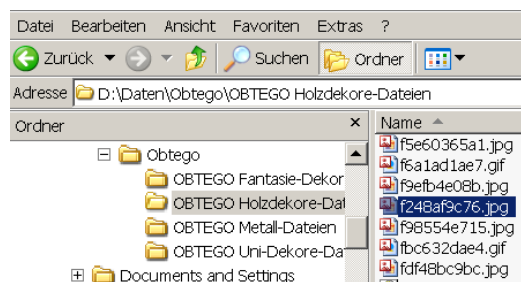 Datei Bearbeiten Ansicht Favoriten Extras ?
Zurück Suchen Ordner
Adresse D:\Daten\Obtego\OBTEGO Holzdekore-Dateien
Ordner × Name
Obtego
OBTEGO Fantasie-Dekor
OBTEGO Holzdekore-Dat
OBTEGO Metall-Dateien
OBTEGO Uni-Dekore-Da
Documents and Settings
f5e60365a1.jpg
f6a1ad1ae7.gif
f9efb4e08b.jpg
f248af9c76.jpg
f98554e715.jpg
fbc632dae4.gif
fdf48bc9bc.jpg